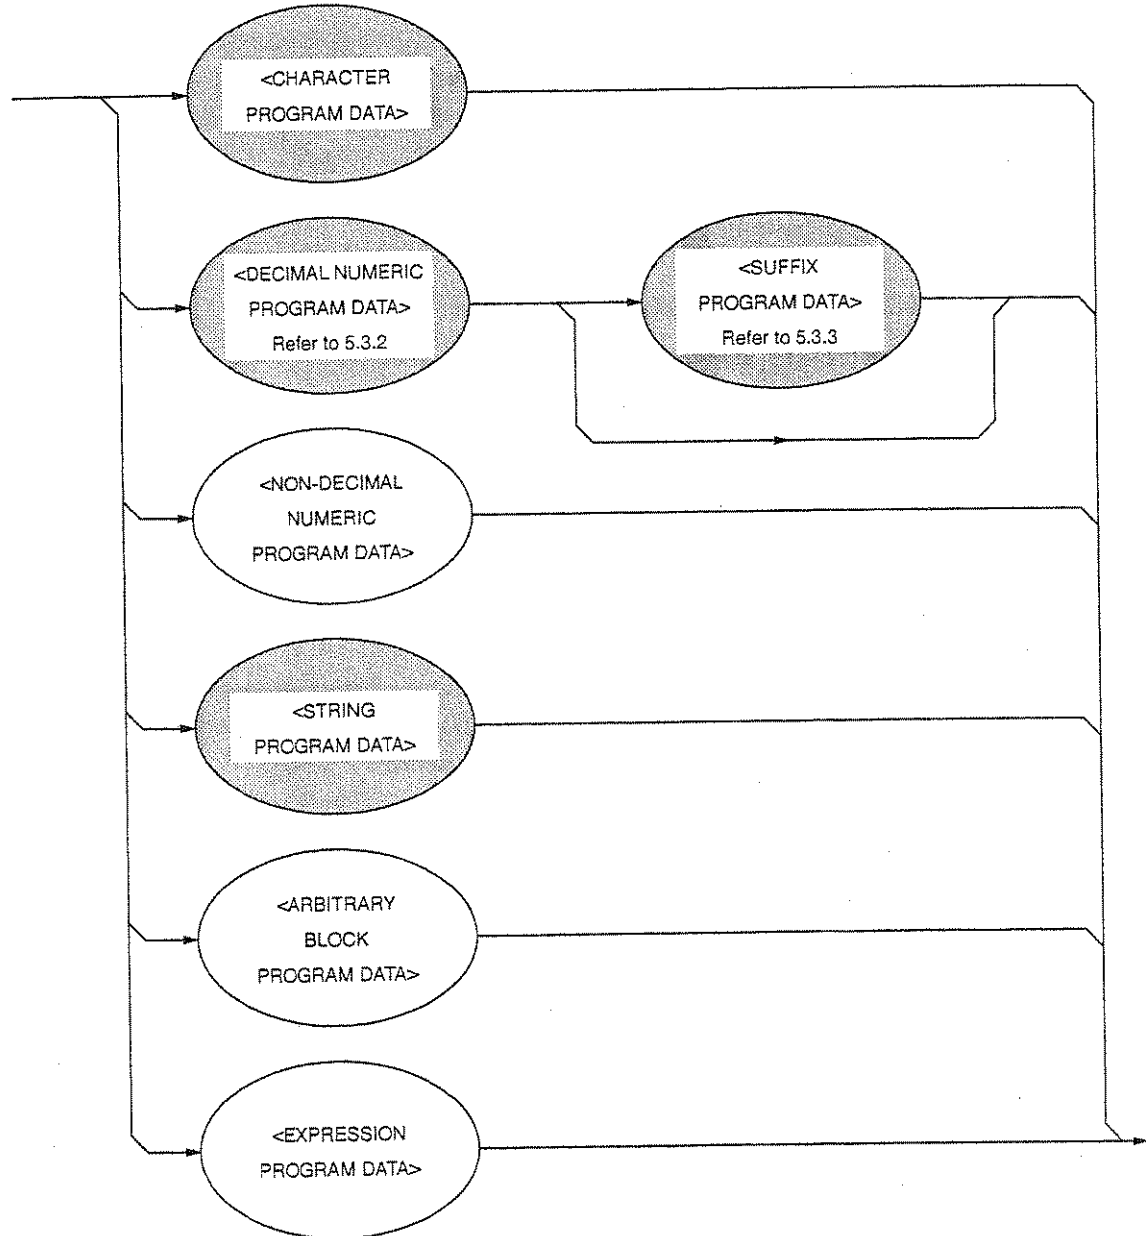 <CHARACTER
PROGRAM DATA>
<DECIMAL NUMERIC
PROGRAM DATA>
Refer to 5.3.2
<SUFFIX
PROGRAM DATA>
Refer to 5.3.3
<NON-DECIMAL
NUMERIC
PROGRAM DATA>
<STRING
PROGRAM DATA>
<ARBITRARY
BLOCK
PROGRAM DATA>
<EXPRESSION
PROGRAM DATA>